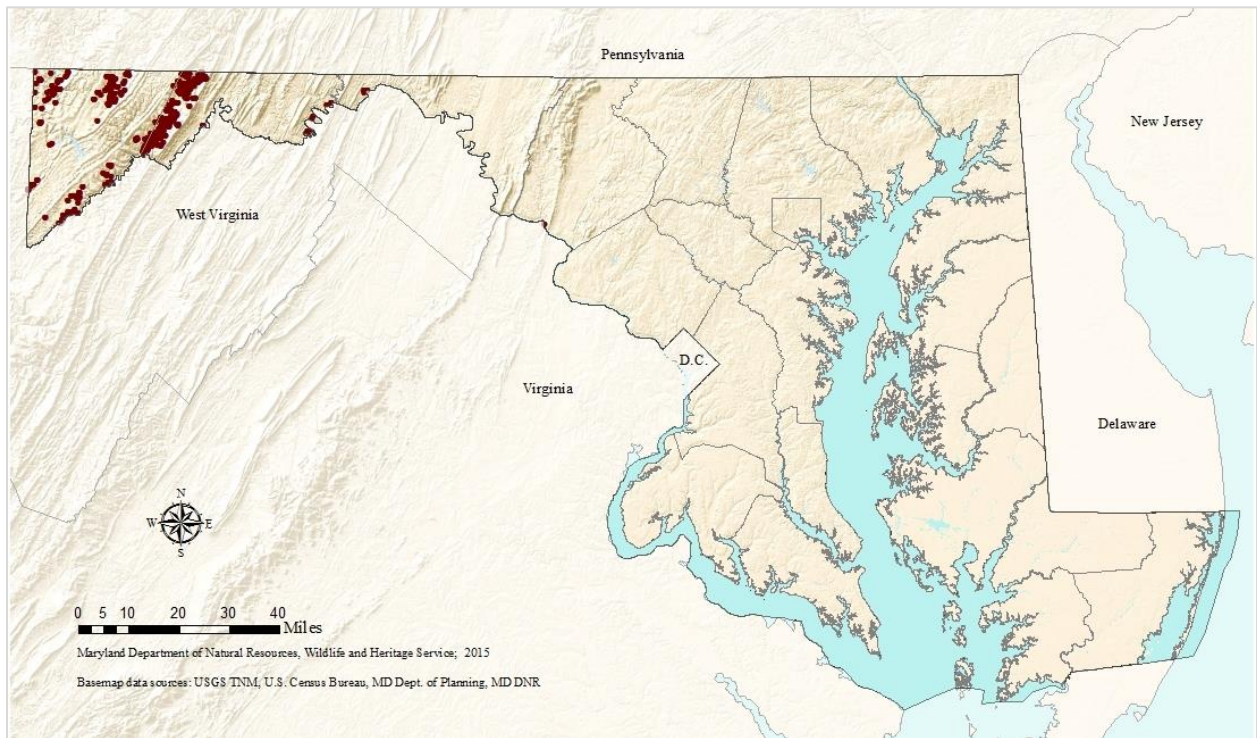 Pennsylvania
New Jersey
West Virginia
D.C.
Virginia
Delaware
N
W E
S
0 5 10 20 30 40
Miles
Maryland Department of Natural Resources, Wildlife and Heritage Service; 2015
Basemap data sources: USGS TNM, U.S. Census Bureau, MD Dept. of Planning, MD DNR